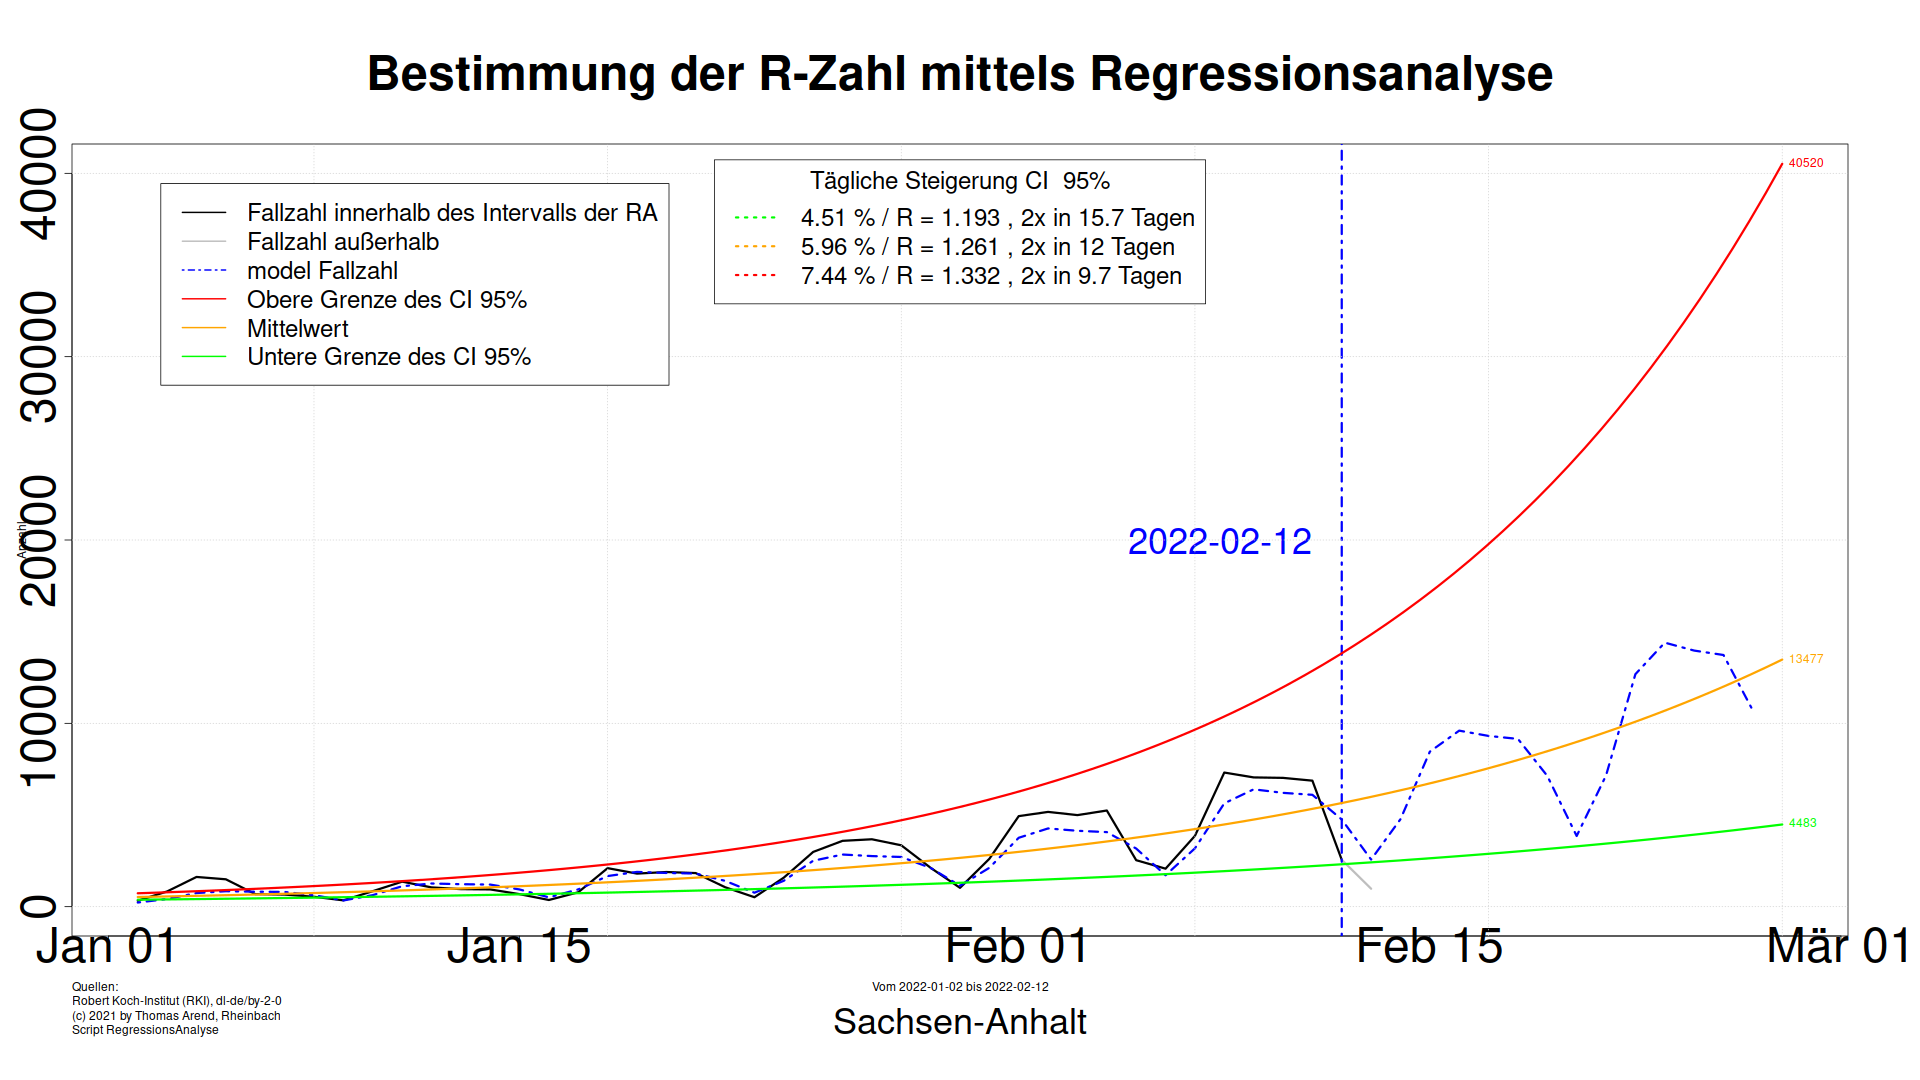 Bestimmung der R-Zahl mittels Regressionsanalyse
40000
30000
20000
10000
0
Anzahl
Fallzahl innerhalb des Intervalls der RA
Fallzahl außerhalb
model Fallzahl
Obere Grenze des CI 95%
Mittelwert
Untere Grenze des CI 95%
Tägliche Steigerung CI  95%
4.51 % / R = 1.193 , 2x in 15.7 Tagen
5.96 % / R = 1.261 , 2x in 12 Tagen
7.44 % / R = 1.332 , 2x in 9.7 Tagen
40520
2022-02-12
13477
4483
Jan 01
Jan 15
Feb 01
Feb 15
Mär 01
Quellen:
Robert Koch-Institut (RKI), dl-de/by-2-0
(c) 2021 by Thomas Arend, Rheinbach
Script RegressionsAnalyse
Vom 2022-01-02 bis 2022-02-12
Sachsen-Anhalt